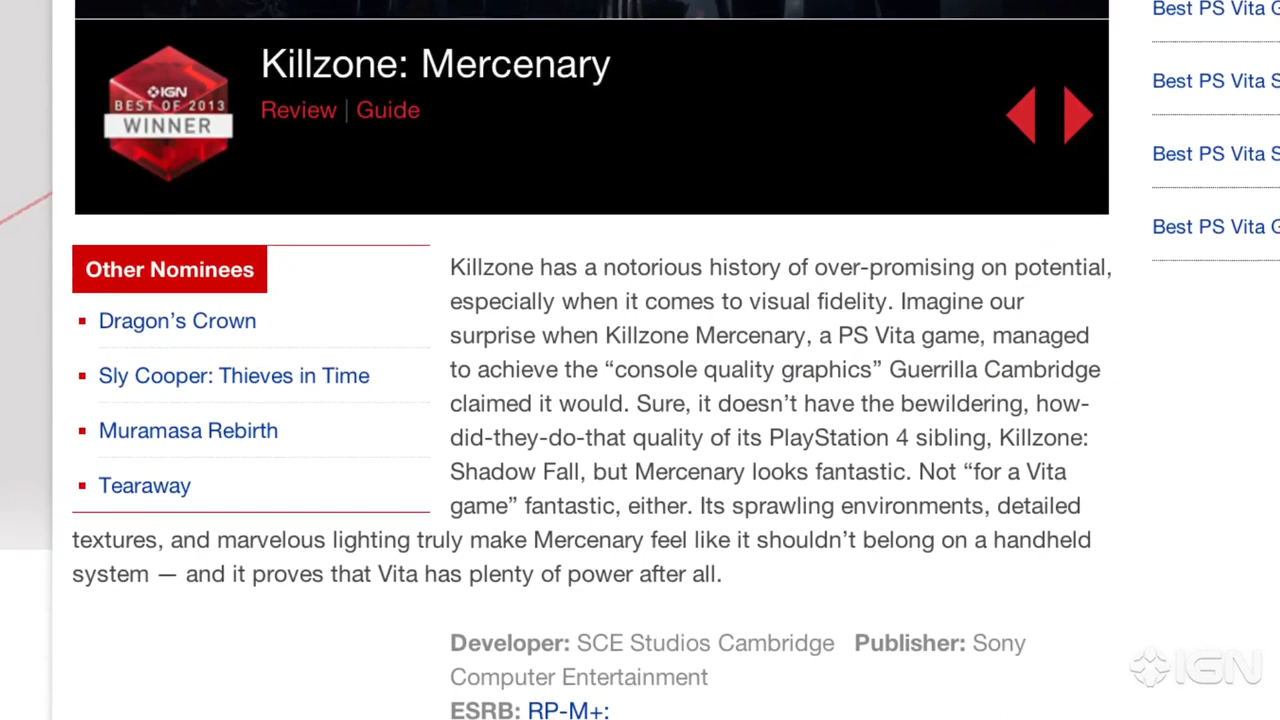 Best PS Vita G
Killzone: Mercenary
Review | Guide
IGN
BEST OF 2013
WINNER
Best PS Vita S
Best PS Vita S
Best PS Vita G
Other Nominees
Dragon’s Crown
Sly Cooper: Thieves in Time
Muramasa Rebirth
Tearaway
Killzone has a notorious history of over-promising on potential,
especially when it comes to visual fidelity. Imagine our
surprise when Killzone Mercenary, a PS Vita game, managed
to achieve the “console quality graphics” Guerrilla Cambridge
claimed it would. Sure, it doesn’t have the bewildering, how-
did-they-do-that quality of its PlayStation 4 sibling, Killzone:
Shadow Fall, but Mercenary looks fantastic. Not “for a Vita
game” fantastic, either. Its sprawling environments, detailed
textures, and marvelous lighting truly make Mercenary feel like it shouldn’t belong on a handheld
system — and it proves that Vita has plenty of power after all.
Developer: SCE Studios Cambridge Publisher: Sony
Computer Entertainment
ESRB: RP-M+:
IGN